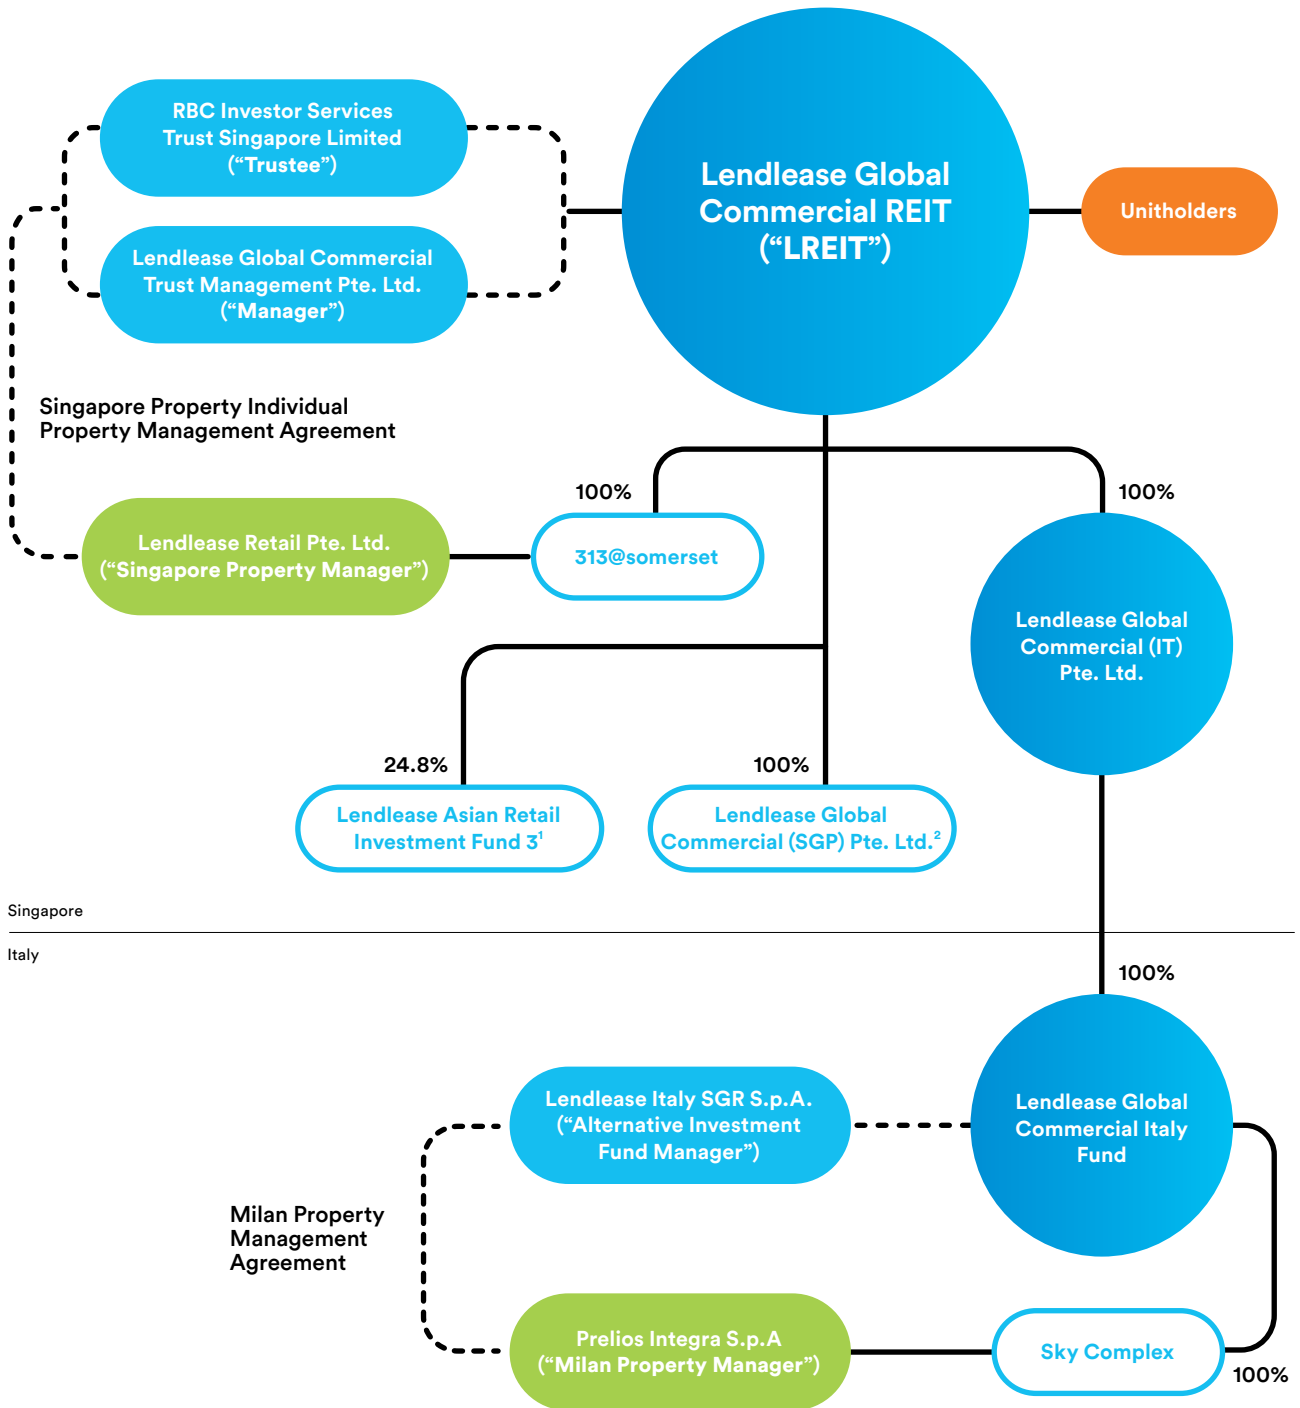 RBC Investor Services
Trust Singapore Limited
(“Trustee”)
Lendlease Global
Commercial REIT
(“LREIT”)
Unitholders
Lendlease Global Commercial
Trust Management Pte. Ltd.
(“Manager”)
Singapore Property Individual
Property Management Agreement
100%
100%
Lendlease Retail Pte. Ltd.
(“Singapore Property Manager”)
313@somerset
Lendlease Global
Commercial (IT)
Pte. Ltd.
24.8%
100%
Lendlease Asian Retail
Investment Fund 3¹
Lendlease Global
Commercial (SGP) Pte. Ltd.²
Singapore
Italy
100%
Lendlease Italy SGR S.p.A.
(“Alternative Investment
Fund Manager”)
Lendlease Global
Commercial Italy
Fund
Milan Property
Management
Agreement
Prelios Integra S.p.A
(“Milan Property Manager”)
Sky Complex
100%